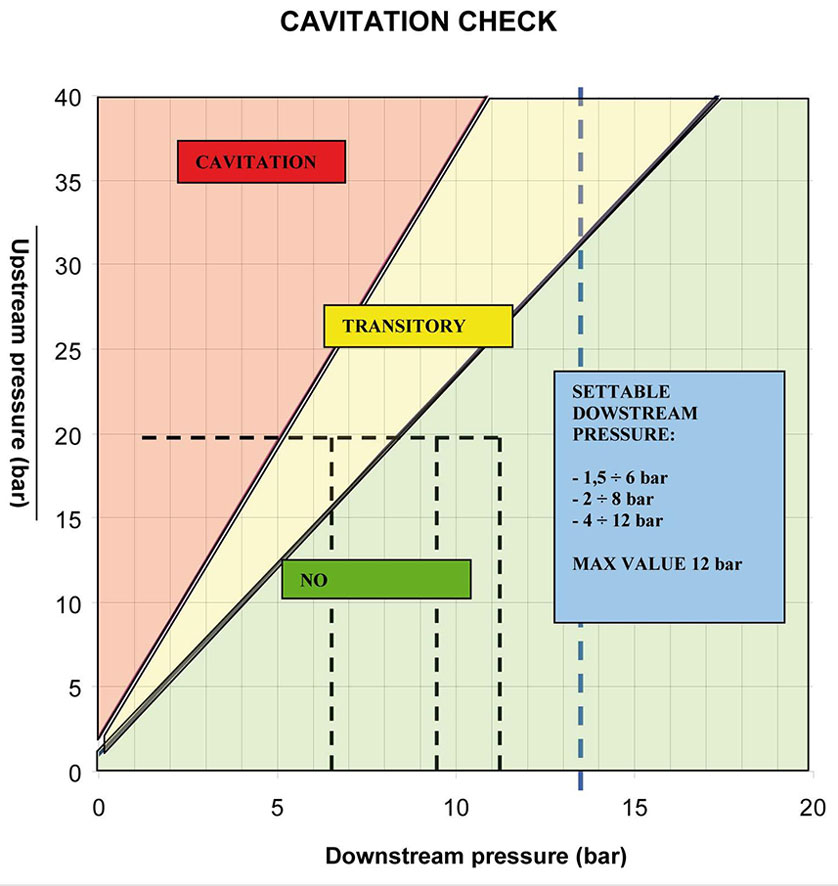 CAVITATION CHECK
40
35
30
25
20
15
10
5
0
Upstream pressure (bar)
CAVITATION
TRANSITORY
NO
SETTABLE
DOWSTREAM
PRESSURE:
- 1,5 ÷ 6 bar
- 2 ÷ 8 bar
- 4 ÷ 12 bar
MAX VALUE 12 bar
0 5 10 15 20
Downstream pressure (bar)